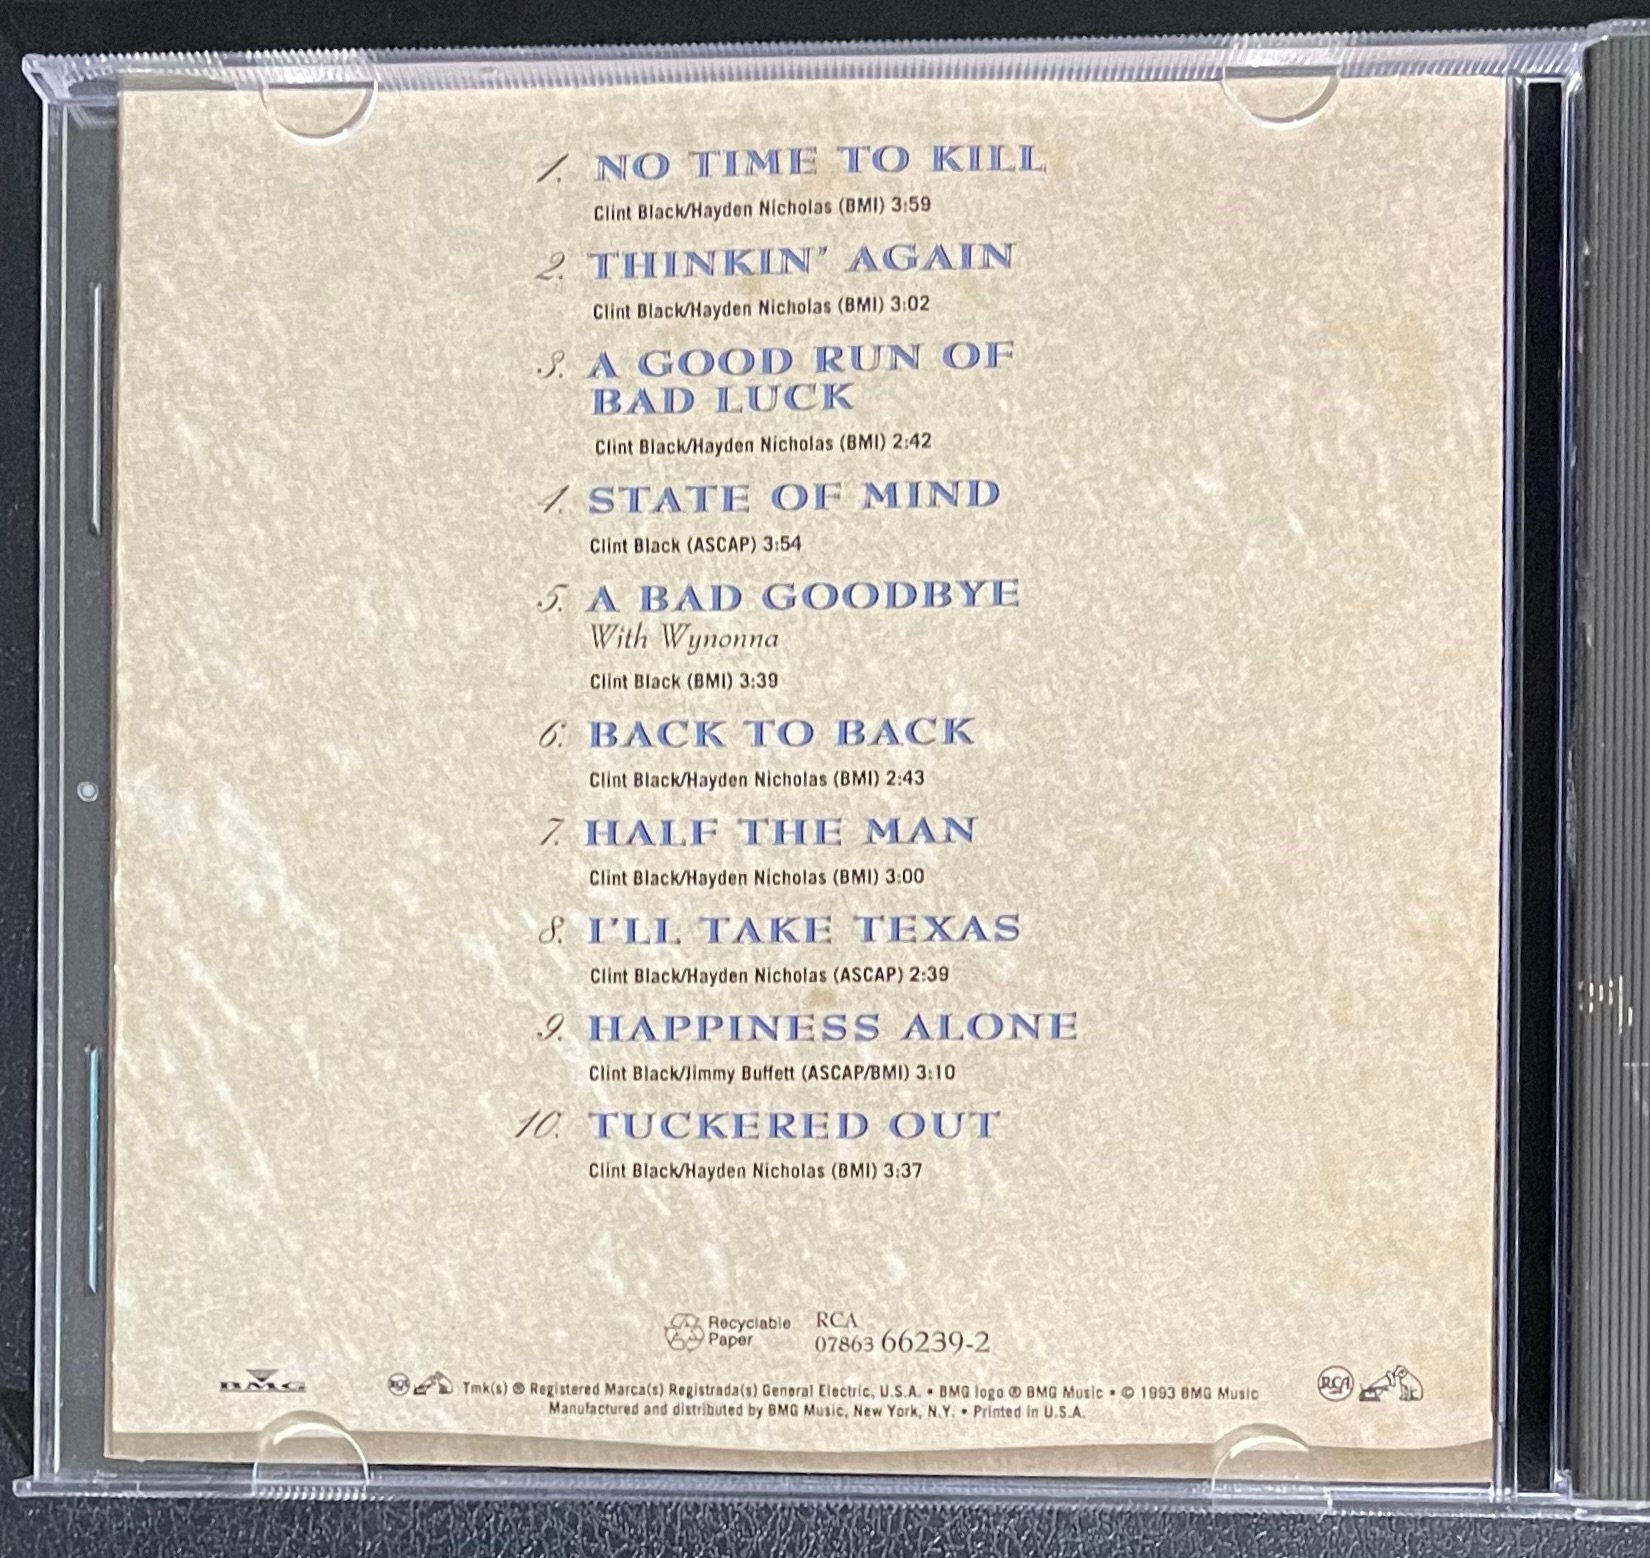 1. NO TIME TO KILL
Clint Black/Hayden Nicholas (BMI) 3:59
2. THINKIN' AGAIN
Clint Black/Hayden Nicholas (BMI) 3:02
3. A GOOD RUN OF
BAD LUCK
Clint Black/Hayden Nicholas (BMI) 2:42
4. STATE OF MIND
Clint Black (ASCAP) 3:54
5. A BAD GOODBYE
With Wynonna
Clint Black (BMI) 3:39
6. BACK TO BACK
Clint Black/Hayden Nicholas (BMI) 2:43
7. HALF THE MAN
Clint Black/Hayden Nicholas (BMI) 3:00
8. I'LL TAKE TEXAS
Clint Black/Hayden Nicholas (ASCAP) 2:39
9. HAPPINESS ALONE
Clint Black/Jimmy Buffett (ASCAP/BMI) 3:10
10. TUCKERED OUT
Clint Black/Hayden Nicholas (BMI) 3:37
Recyclable
Paper
RCA
07863 66239-2
BMG
RCA Tmk(s) ® Registered Marca(s) Registrada(s) General Electric, U.S.A. • BMG logo ® BMG Music • © 1993 BMG Music
RCA
Manufactured and distributed by BMG Music, New York, N.Y. • Printed in U.S.A.